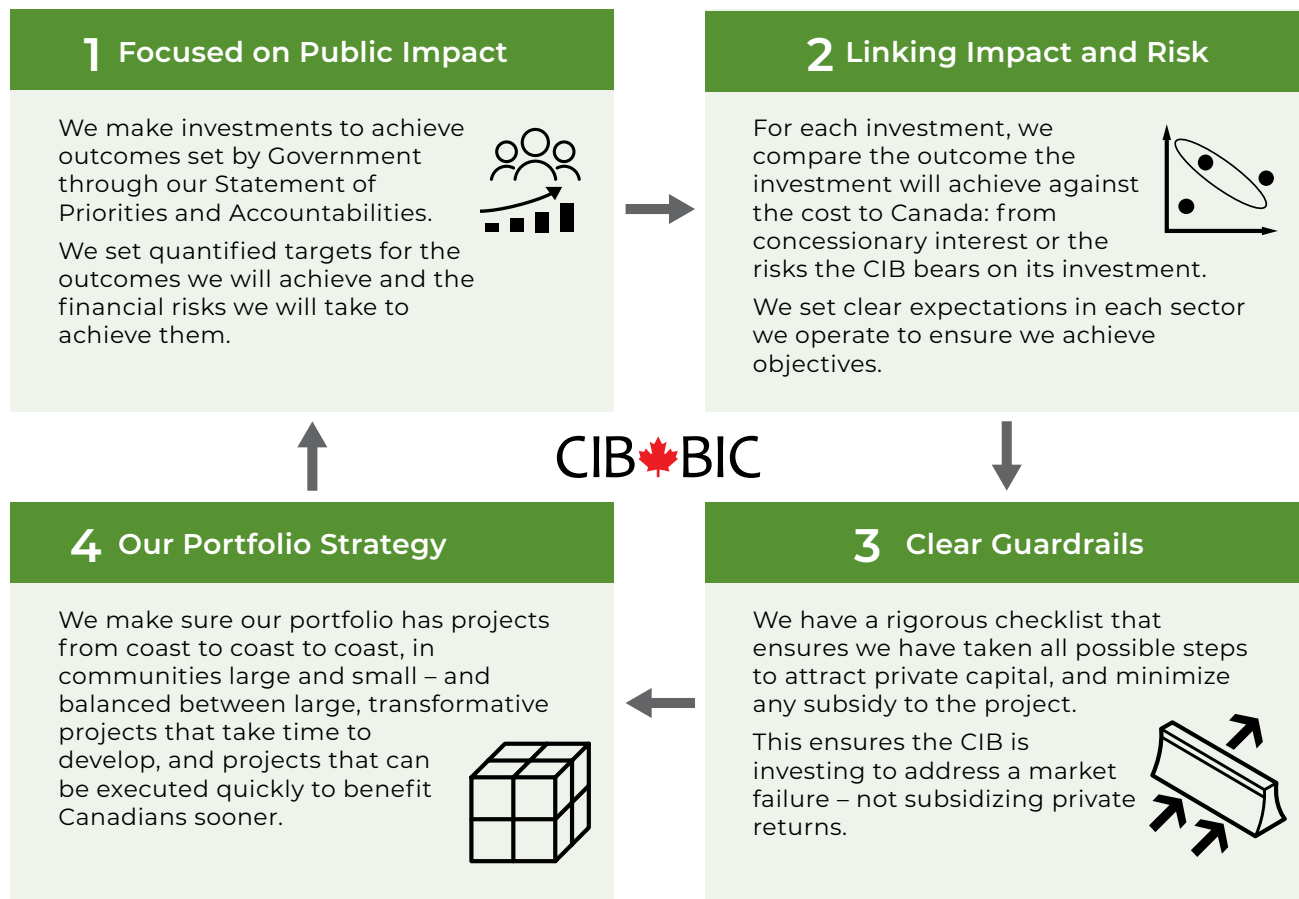 1 Focused on Public Impact
We make investments to achieve
outcomes set by Government
through our Statement of
Priorities and Accountabilities.
We set quantified targets for the
outcomes we will achieve and the
financial risks we will take to
achieve them.
2 Linking Impact and Risk
For each investment, we
compare the outcome the
investment will achieve against
the cost to Canada: from
concessionary interest or the
risks the CIB bears on its investment.
We set clear expectations in each sector
we operate to ensure we achieve
objectives.
CIB BIC
4 Our Portfolio Strategy
We make sure our portfolio has projects
from coast to coast to coast, in
communities large and small – and
balanced between large, transformative
projects that take time to
develop, and projects that can
be executed quickly to benefit
Canadians sooner.
3 Clear Guardrails
We have a rigorous checklist that
ensures we have taken all possible steps
to attract private capital, and minimize
any subsidy to the project.
This ensures the CIB is
investing to address a market
failure – not subsidizing private
returns.